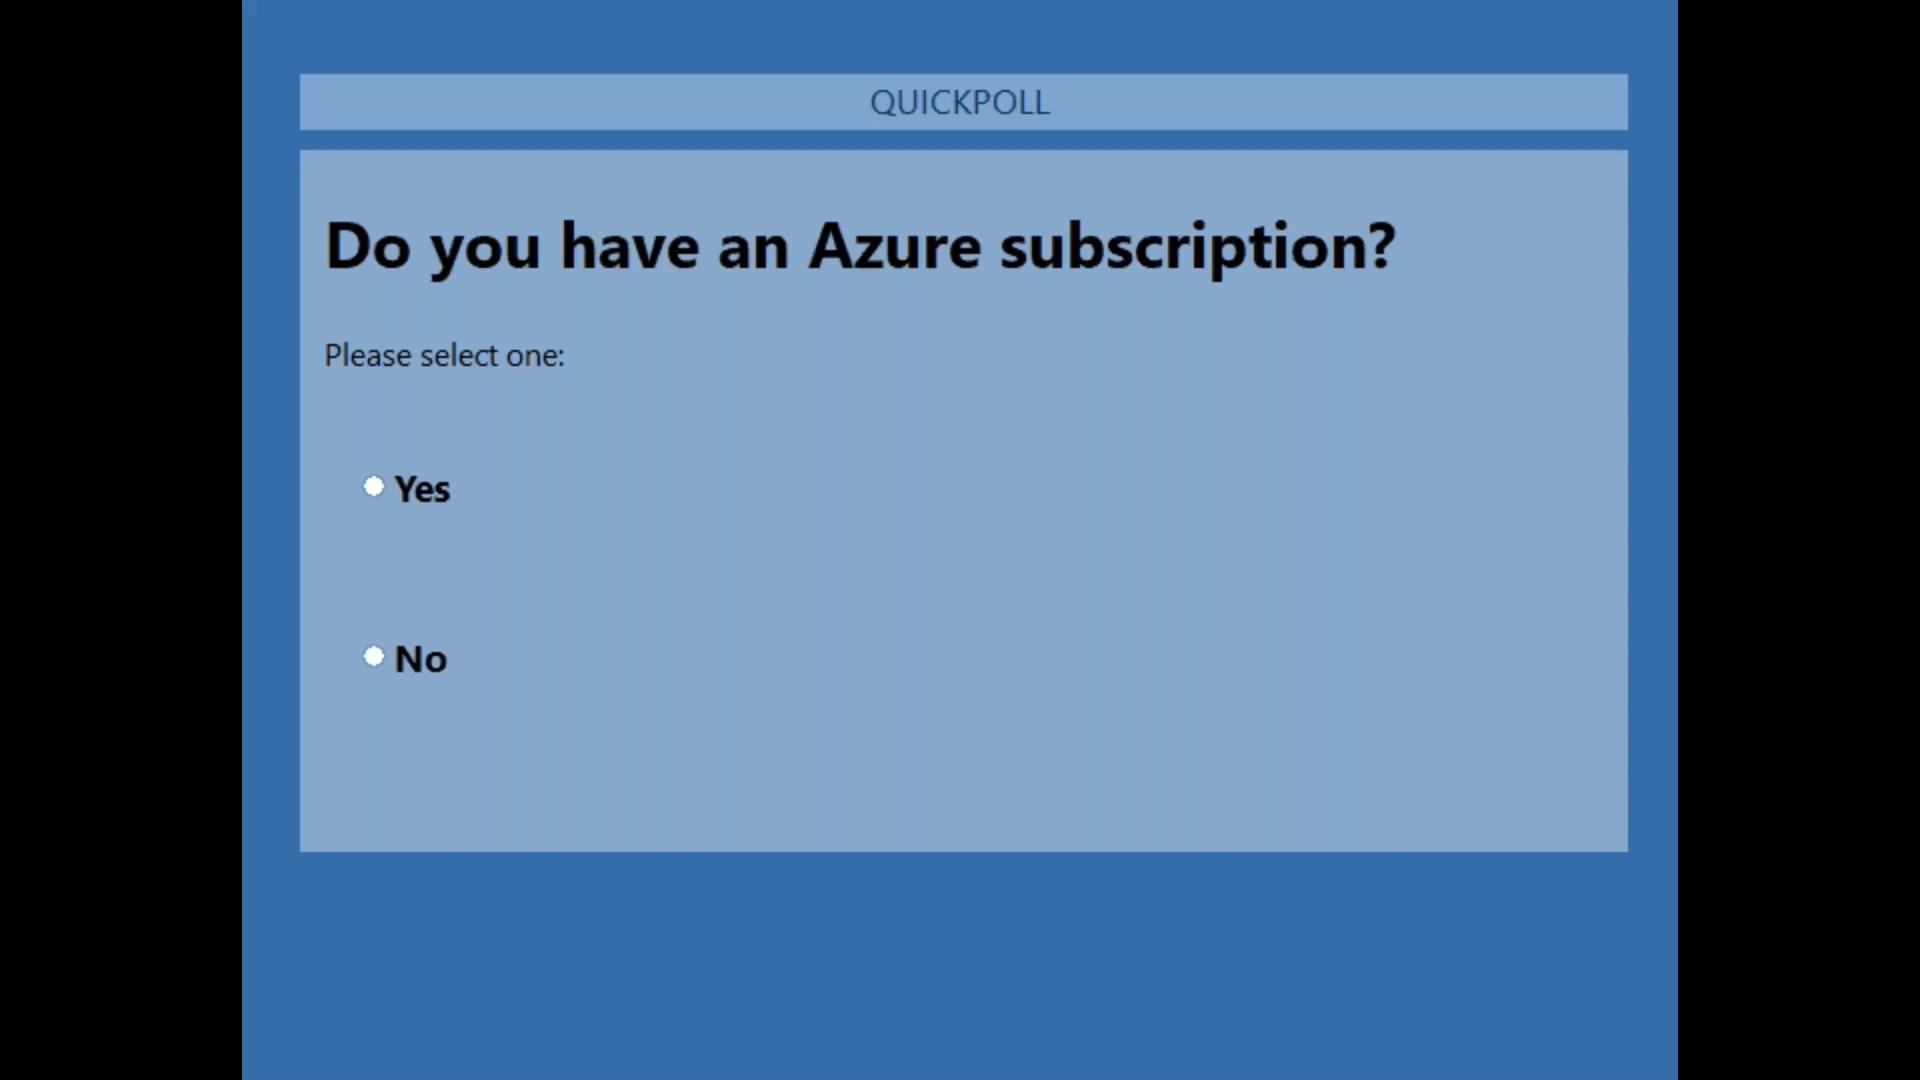 QUICKPOLL
Do you have an Azure subscription?
Please select one:
Yes
No